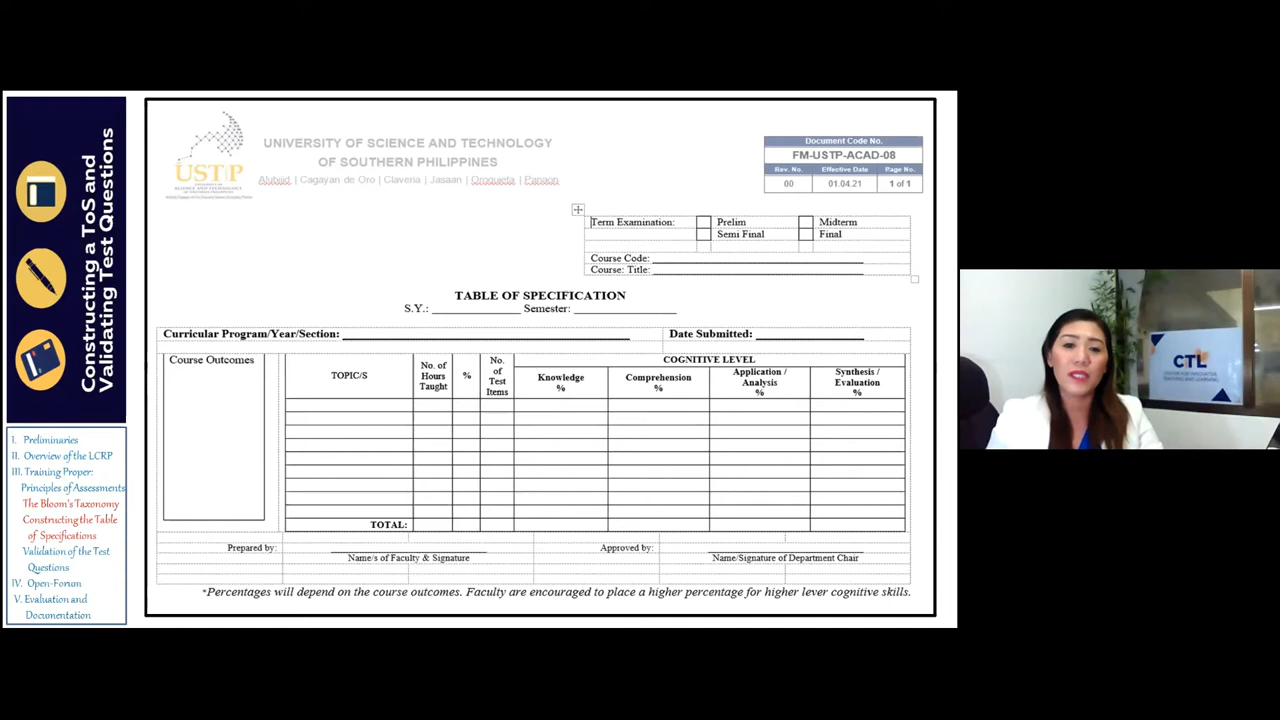 Constructing a ToS and
Validating Test Questions
I. Preliminaries
II. Overview of the LCRP
III. Training Proper:
Principles of Assessments
The Bloom's Taxonomy
Constructing the Table
of Specifications
Validation of the Test
Questions
IV. Open-Forum
V. Evaluation and
Documentation
USTP
UNIVERSITY OF SCIENCE AND TECHNOLOGY
OF SOUTHERN PHILIPPINES
Alubijid | Cagayan de Oro | Claveria | Jasaan | Oroquieta | Panaon
Document Code No.
FM-USTP-ACAD-08
Rev. No. Effective Date Page No.
00 01.04.21 1 of 1
Term Examination: Prelim Midterm
Semi Final Final
Course Code:
Course: Title:
TABLE OF SPECIFICATION
S.Y.: Semester:
Curricular Program/Year/Section: Date Submitted:
Course Outcomes
TOPIC/S
No. of
Hours
Taught
%
No.
of
Test
Items
COGNITIVE LEVEL
Knowledge
%
Comprehension
%
Application /
Analysis
%
Synthesis /
Evaluation
%
TOTAL:
Prepared by: Approved by:
Name/s of Faculty & Signature Name/Signature of Department Chair
*Percentages will depend on the course outcomes. Faculty are encouraged to place a higher percentage for higher lever cognitive skills.
CTL
CENTER FOR INNOVATIVE
TEACHING AND LEARNING